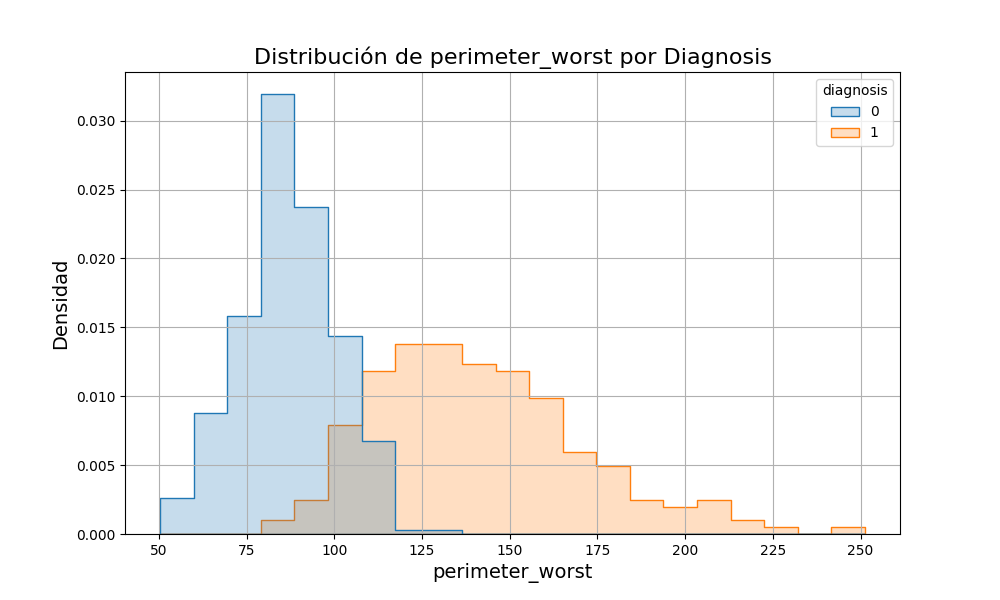 Distribución de perimeter_worst por Diagnosis
diagnosis
0
1
Densidad
0.030
0.025
0.020
0.015
0.010
0.005
0.000
50 75 100 125 150 175 200 225 250
perimeter_worst